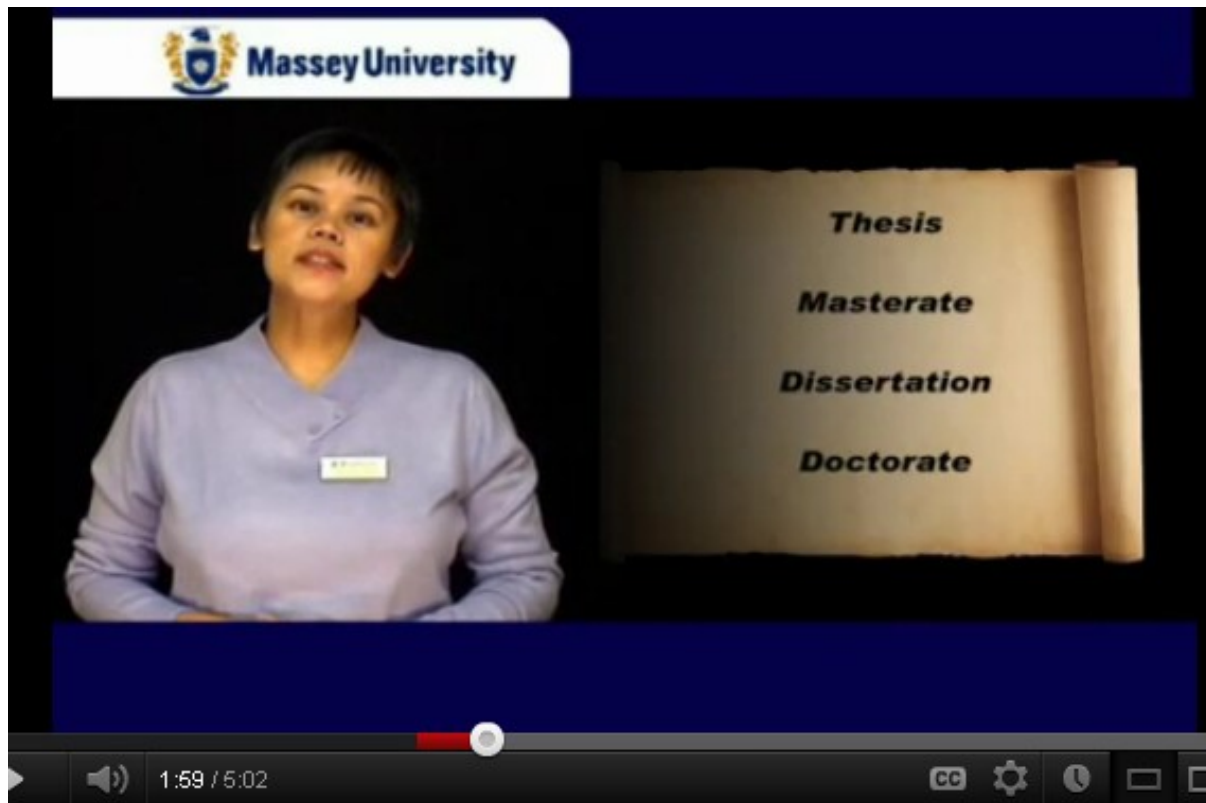 Massey University
Thesis
Masterate
Dissertation
Doctorate
1:59 / 5:02
CC